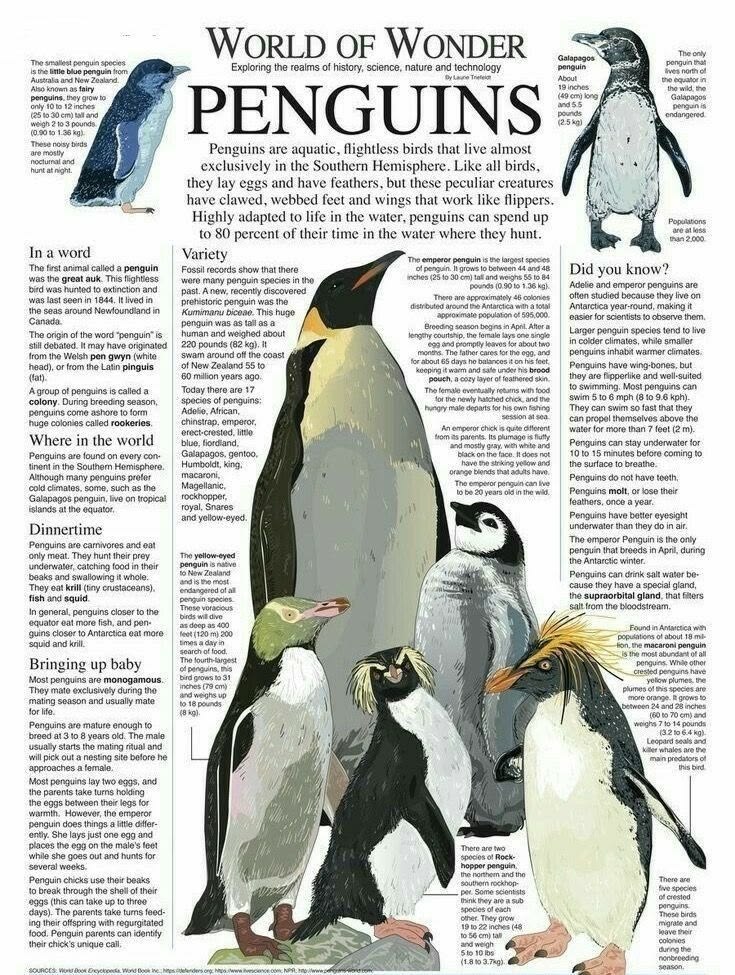 WORLD OF WONDER
Exploring the realms of history, science, nature and technology
By Laurie Triefeldt
PENGUINS
Penguins are aquatic, flightless birds that live almost
exclusively in the Southern Hemisphere. Like all birds,
they lay eggs and have feathers, but these peculiar creatures
have clawed, webbed feet and wings that work like flippers.
Highly adapted to life in the water, penguins can spend up
to 80 percent of their time in the water where they hunt.
The smallest penguin species
is the little blue penguin from
Australia and New Zealand.
Also known as fairy
penguins, they grow to
only 10 to 12 inches
(25 to 30 cm) tall and
weigh 2 to 3 pounds.
(0.90 to 1.36 kg).
These noisy birds
are mostly
nocturnal and
hunt at night.
Galapagos
penguin
About
19 inches
(49 cm) long
and 5.5
pounds
(2.5 kg)
The only
penguin that
lives north of
the equator in
the wild, the
Galapagos
penguin is
endangered.
Populations
are at less
than 2,000.
In a word
The first animal called a penguin
was the great auk. This flightless
bird was hunted to extinction and
was last seen in 1844. It lived in
the seas around Newfoundland in
Canada.
The origin of the word “penguin” is
still debated. It may have originated
from the Welsh pen gwyn (white
head), or from the Latin pinguis
(fat).
A group of penguins is called a
colony. During breeding season,
penguins come ashore to form
huge colonies called rookeries.
Where in the world
Penguins are found on every con-
tinent in the Southern Hemisphere.
Although many penguins prefer
cold climates, some, such as the
Galapagos penguin, live on tropical
islands at the equator.
Dinnertime
Penguins are carnivores and eat
only meat. They hunt their prey
underwater, catching food in their
beaks and swallowing it whole.
They eat krill (tiny crustaceans),
fish and squid.
In general, penguins closer to the
equator eat more fish, and pen-
guins closer to Antarctica eat more
squid and krill.
Bringing up baby
Most penguins are monogamous.
They mate exclusively during the
mating season and usually mate
for life.
Penguins are mature enough to
breed at 3 to 8 years old. The male
usually starts the mating ritual and
will pick out a nesting site before he
approaches a female.
Most penguins lay two eggs, and
the parents take turns holding
the eggs between their legs for
warmth. However, the emperor
penguin does things a little differ-
ently. She lays just one egg and
places the egg on the male's feet
while she goes out and hunts for
several weeks.
Penguin chicks use their beaks
to break through the shell of their
eggs (this can take up to three
days). The parents take turns feed-
ing their offspring with regurgitated
food. Penguin parents can identify
their chick's unique call.
Variety
Fossil records show that there
were many penguin species in the
past. A new, recently discovered
prehistoric penguin was the
Kumimanu biceae. This huge
penguin was as tall as a
human and weighed about
220 pounds (82 kg). It
swam around off the coast
of New Zealand 55 to
60 million years ago.
Today there are 17
species of penguins:
Adelie, African,
chinstrap, emperor,
erect-crested, little
blue, fiordland,
Galapagos, gentoo,
Humboldt, king,
macaroni,
Magellanic,
rockhopper,
royal, Snares
and yellow-eyed.
The yellow-eyed
penguin is native
to New Zealand
and is the most
endangered of all
penguin species.
These voracious
birds will dive
as deep as 400
feet (120 m) 200
times a day in
search of food.
The fourth-largest
of penguins, this
bird grows to 31
inches (79 cm)
and weighs up
to 18 pounds
(8 kg).
The emperor penguin is the largest species
of penguin. It grows to between 44 and 48
inches (25 to 30 cm) tall and weighs 55 to 84
pounds (0.90 to 1.36 kg).
There are approximately 46 colonies
distributed around the Antarctica with a total
approximate population of 595,000.
Breeding season begins in April. After a
lengthy courtship, the female lays one single
egg and promptly leaves for about two
months. The father cares for the egg, and
for about 65 days he balances it on his feet,
keeping it warm and safe under his brood
pouch, a cozy layer of feathered skin.
The female eventually returns with food
for the newly hatched chick, and the
hungry male departs for his own fishing
session at sea.
An emperor chick is quite different
from its parents. Its plumage is fluffy
and mostly gray, with white and
black on the face. It does not
have the striking yellow and
orange blends that adults have.
The emperor penguin can live
to be 20 years old in the wild.
Did you know?
Adelie and emperor penguins are
often studied because they live on
Antarctica year-round, making it
easier for scientists to observe them.
Larger penguin species tend to live
in colder climates, while smaller
penguins inhabit warmer climates.
Penguins have wing-bones, but
they are flipperlike and well-suited
to swimming. Most penguins can
swim 5 to 6 mph (8 to 9.6 kph).
They can swim so fast that they
can propel themselves above the
water for more than 7 feet (2 m).
Penguins can stay underwater for
10 to 15 minutes before coming to
the surface to breathe.
Penguins do not have teeth.
Penguins molt, or lose their
feathers, once a year.
Penguins have better eyesight
underwater than they do in air.
The emperor Penguin is the only
penguin that breeds in April, during
the Antarctic winter.
Penguins can drink salt water be-
cause they have a special gland,
the supraorbital gland, that filters
salt from the bloodstream.
Found in Antarctica with
populations of about 18 mil-
lion, the macaroni penguin
is the most abundant of all
penguins. While other
crested penguins have
yellow plumes, the
plumes of this species are
more orange. It grows to
between 24 and 28 inches
(60 to 70 cm) and
weighs 7 to 14 pounds
(3.2 to 6.4 kg).
Leopard seals and
killer whales are the
main predators of
this bird.
There are two
species of Rock-
hopper penguin,
the northern and the
southern rockhop-
per. Some scientists
think they are a sub
species of each
other. They grow
19 to 22 inches (48
to 56 cm) tall
and weigh
5 to 10 lbs
(1.8 to 3.7kg).
There are
five species
of crested
penguins.
These birds
migrate and
leave their
colonies
during the
nonbreeding
season.
SOURCES: World Book Encyclopedia, World Book Inc.; https://defenders.org; https://www.livescience.com; NPR; http://www.penguins-world.com